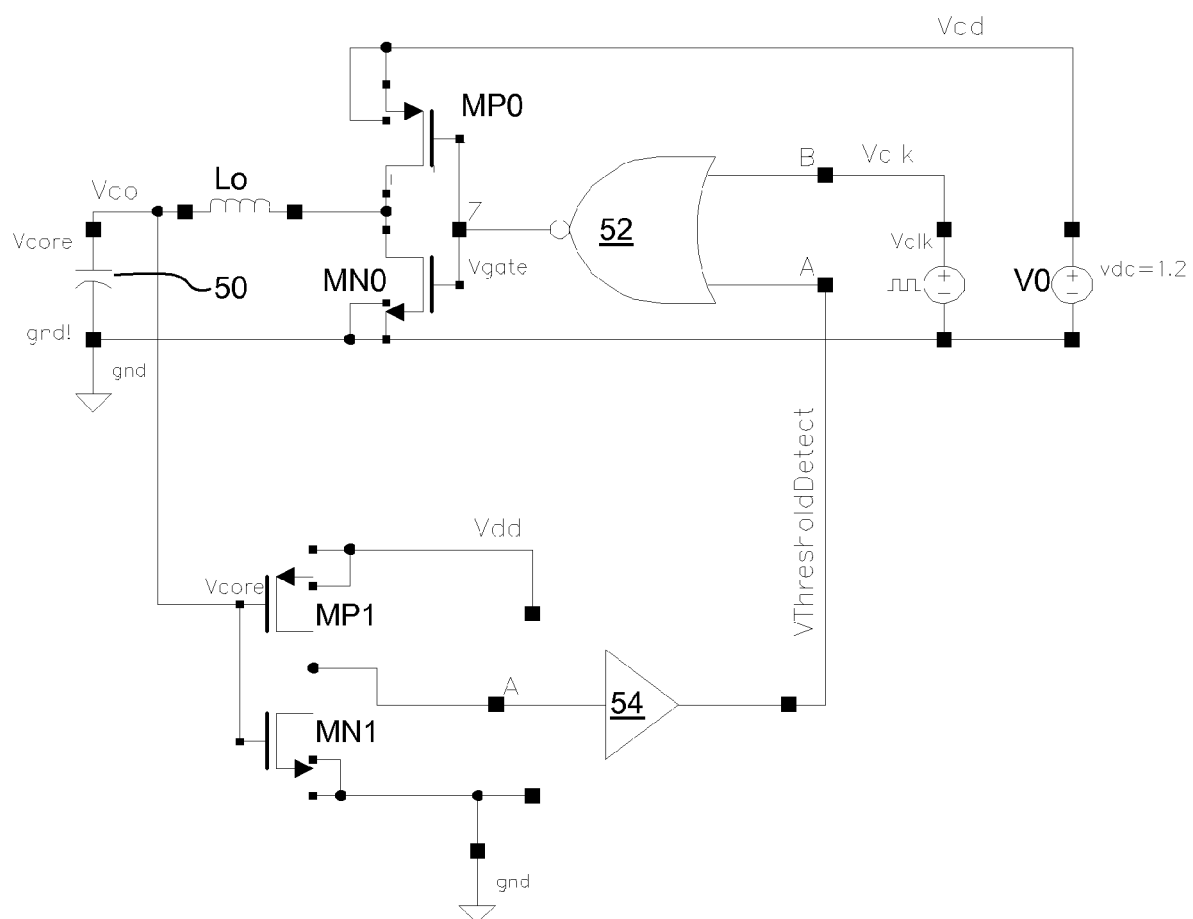 Vcd
MP0
B
Vclk
Lo
Vco
Z
52
Vcore
Vclk
A
V0
vdc=1.2
MN0
Vgate
50
grd!
gnd
VThresholdDetect
Vdd
Vcore
MP1
A
54
MN1
gnd